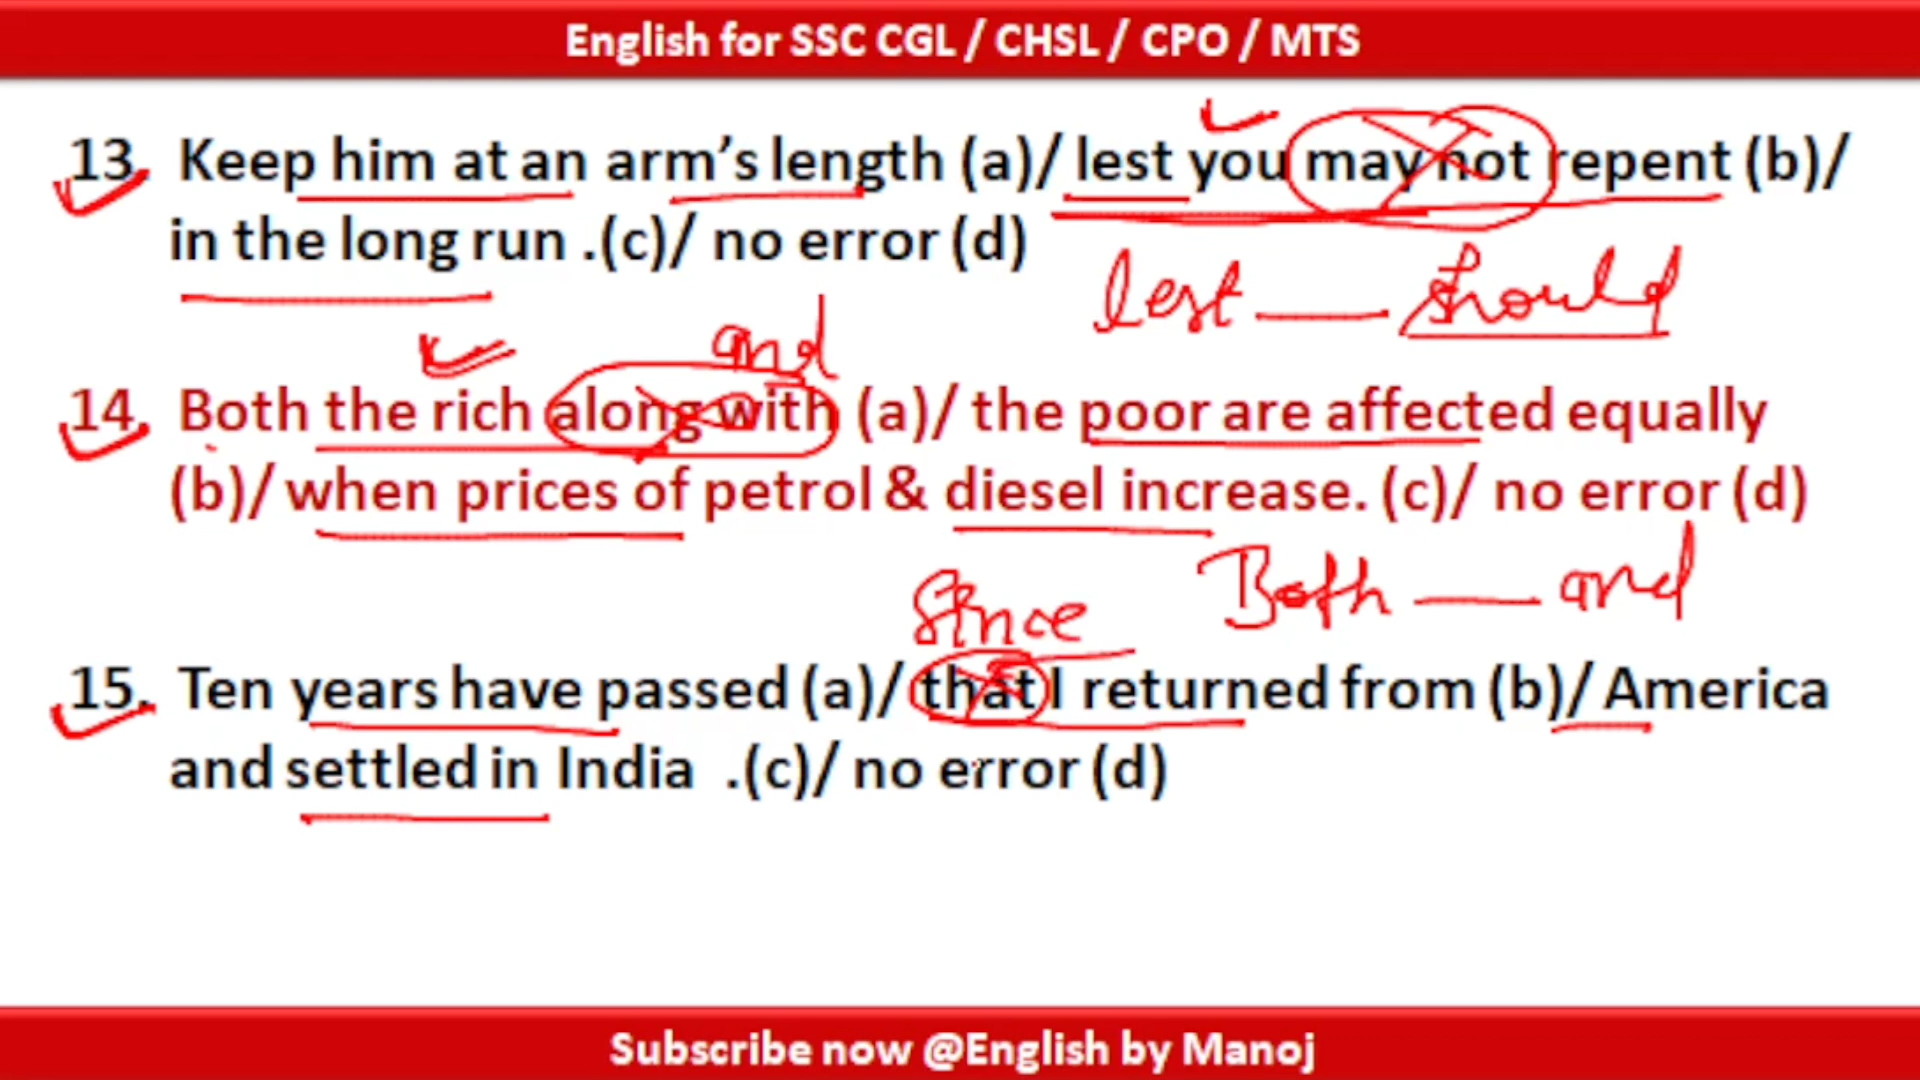 English for SSC CGL / CHSL / CPO / MTS
13. Keep him at an arm's length (a)/ lest you may not repent (b)/
in the long run .(c)/ no error (d)
lest ___ should
and
14. Both the rich along with (a)/ the poor are affected equally
(b)/ when prices of petrol & diesel increase. (c)/ no error (d)
Both ___ and
Since
15. Ten years have passed (a)/ that I returned from (b)/ America
and settled in India .(c)/ no error (d)
Subscribe now @English by Manoj